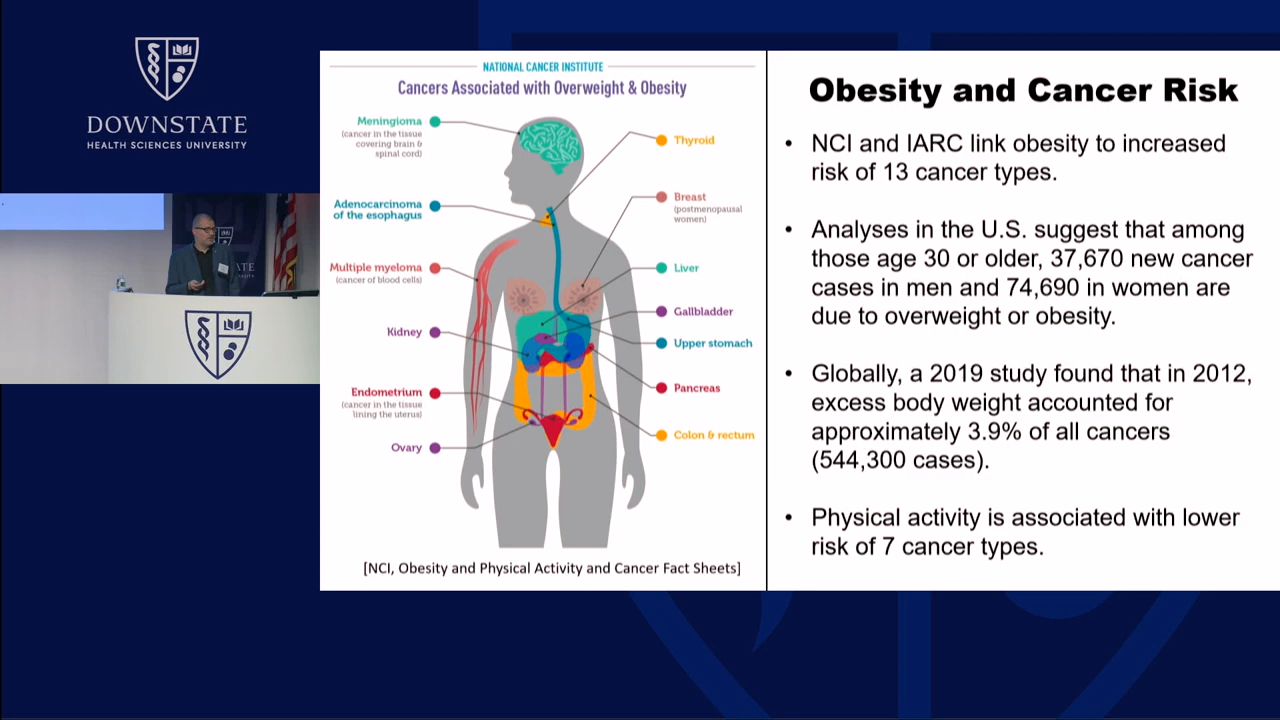 DOWNSTATE
HEALTH SCIENCES UNIVERSITY
NATIONAL CANCER INSTITUTE
Cancers Associated with Overweight & Obesity
Meningioma
(cancer in the tissue
covering brain &
spinal cord)
Adenocarcinoma
of the esophagus
Multiple myeloma
(cancer of blood cells)
Kidney
Endometrium
(cancer in the tissue
lining the uterus)
Ovary
Thyroid
Breast
(postmenopausal
women)
Liver
Gallbladder
Upper stomach
Pancreas
Colon & rectum
[NCI, Obesity and Physical Activity and Cancer Fact Sheets]
Obesity and Cancer Risk
• NCI and IARC link obesity to increased
risk of 13 cancer types.
• Analyses in the U.S. suggest that among
those age 30 or older, 37,670 new cancer
cases in men and 74,690 in women are
due to overweight or obesity.
• Globally, a 2019 study found that in 2012,
excess body weight accounted for
approximately 3.9% of all cancers
(544,300 cases).
• Physical activity is associated with lower
risk of 7 cancer types.